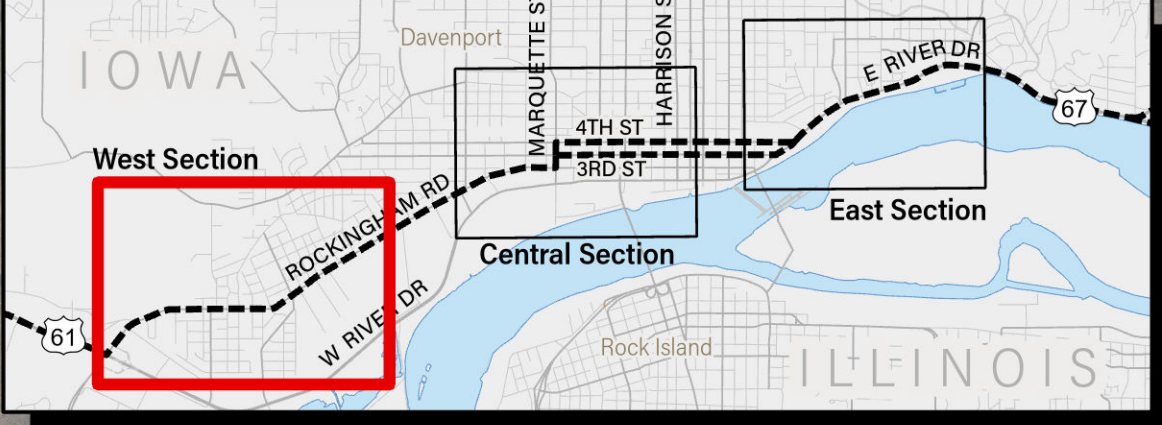 IOWA
Davenport
MARQUETTE ST
HARRISON S
E RIVER DR
67
4TH ST
3RD ST
West Section
ROCKINGHAM RD
East Section
Central Section
W RIVER DR
61
Rock Island
ILLINOIS